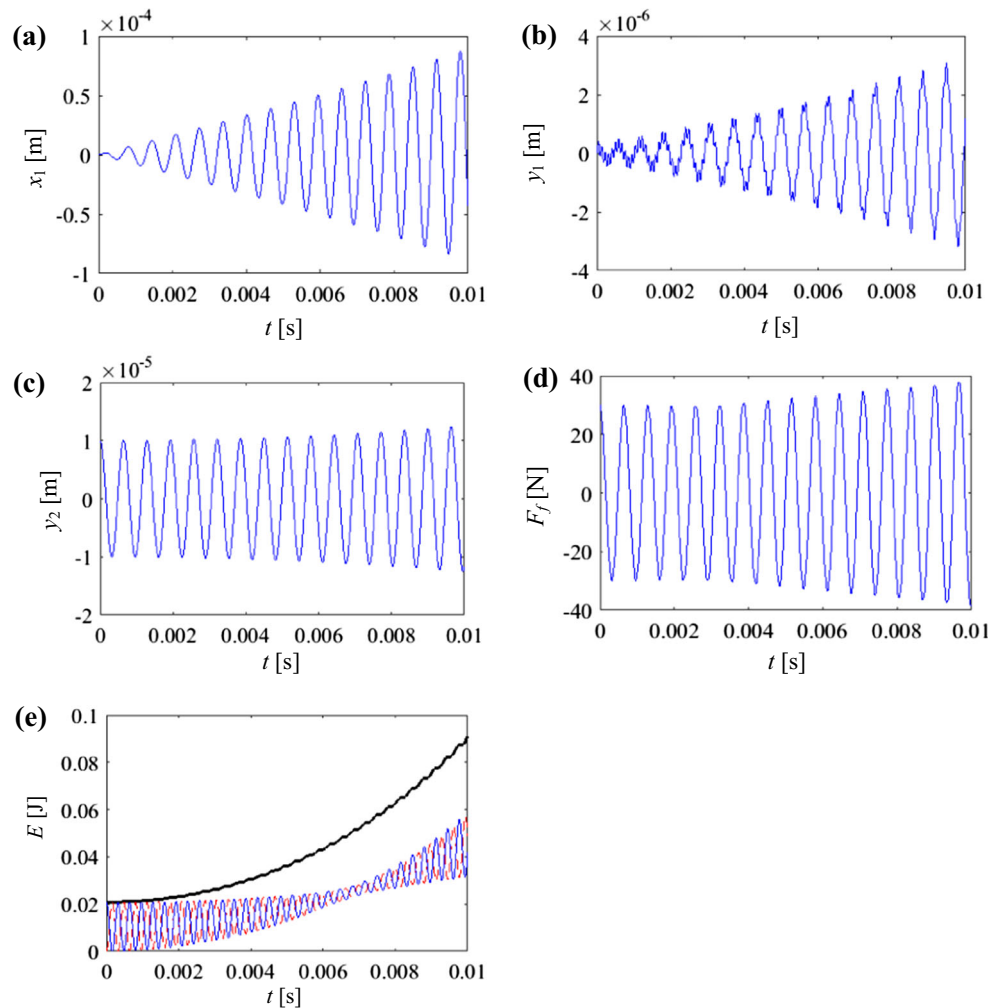 (a)
×10-4
1
0.5
0
-0.5
-1
x1 [m]
0 0.002 0.004 0.006 0.008 0.01
t [s]
(b)
×10-6
4
2
0
-2
-4
y1 [m]
0 0.002 0.004 0.006 0.008 0.01
t [s]
(c)
×10-5
2
1
0
-1
-2
y2 [m]
0 0.002 0.004 0.006 0.008 0.01
t [s]
(d)
40
20
0
-20
-40
Ff [N]
0 0.002 0.004 0.006 0.008 0.01
t [s]
(e)
0.1
0.08
0.06
0.04
0.02
0
E [J]
0 0.002 0.004 0.006 0.008 0.01
t [s]